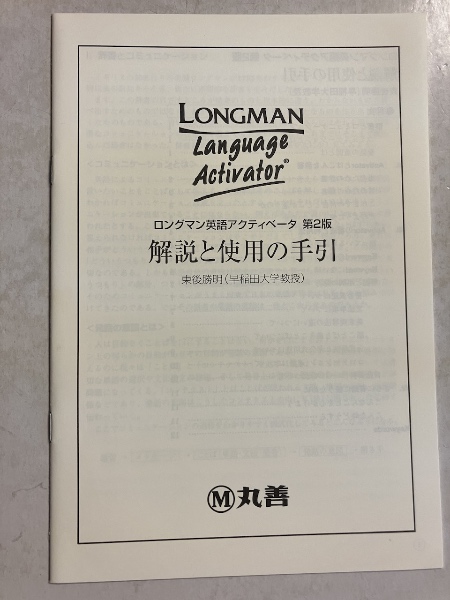 LONGMAN
Language
Activator®
ロングマン英語アクティベータ 第2版
解説と使用の手引
東後勝明(早稲田大学教授)
M 丸善